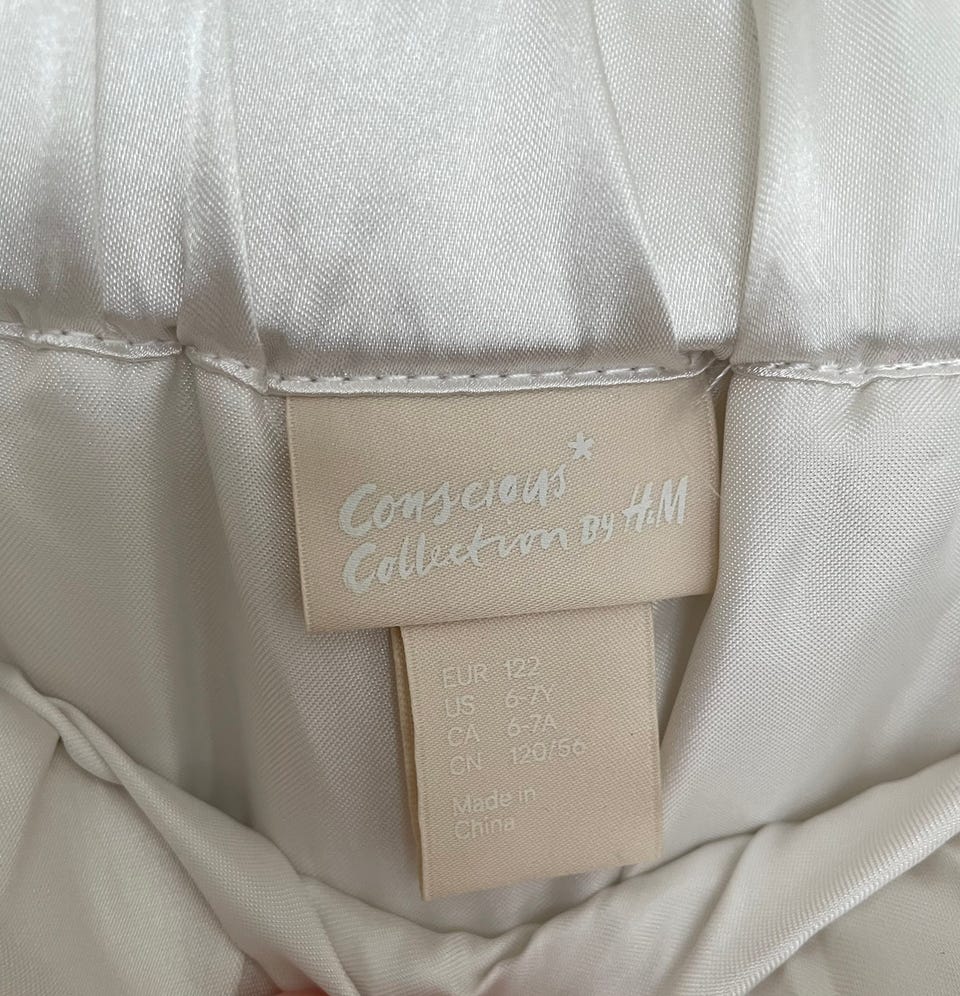 Conscious*
Collection By H&M
EUR 122
US 6-7Y
CA 6-7A
CN 120/56
Made in
China